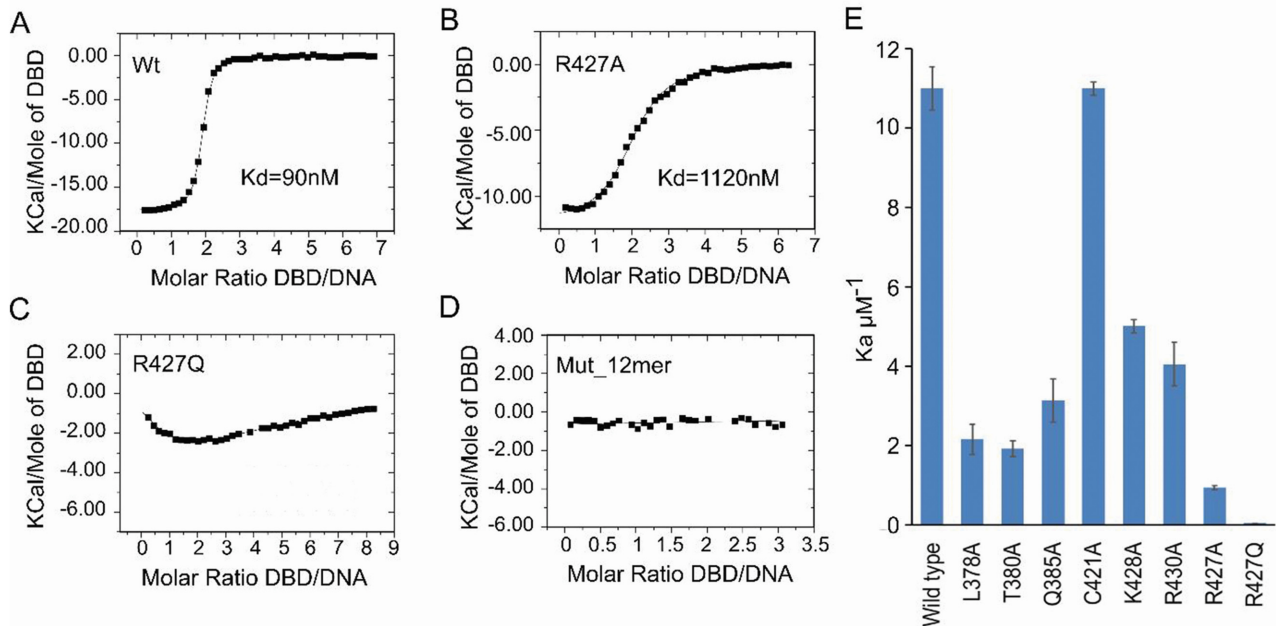 A
Wt
Kd=90nM
KCal/Mole of DBD
0.00
-5.00
-10.00
-15.00
-20.00
0 1 2 3 4 5 6 7
Molar Ratio DBD/DNA
B
R427A
Kd=1120nM
KCal/Mole of DBD
0.00
-5.00
-10.00
0 1 2 3 4 5 6 7
Molar Ratio DBD/DNA
C
R427Q
KCal/Mole of DBD
2.00
0.00
-2.00
-4.00
-6.00
0 1 2 3 4 5 6 7 8 9
Molar Ratio DBD/DNA
D
Mut_12mer
KCal/Mole of DBD
4.00
2.00
0.00
-2.00
-4.00
-6.00
0 0.5 1 1.5 2 2.5 3 3.5
Molar Ratio DBD/DNA
E
Ka µM⁻¹
12
10
8
6
4
2
0
Wild type
L378A
T380A
Q385A
C421A
K428A
R430A
R427A
R427Q